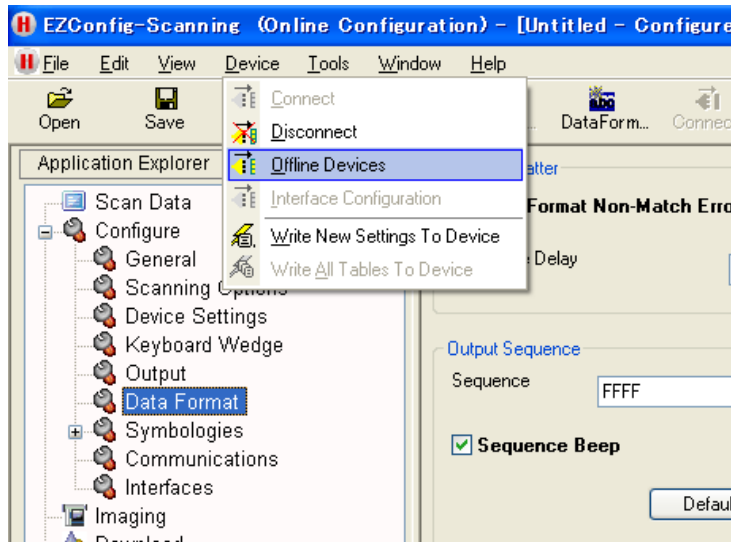 EZConfig-Scanning (Online Configuration) - [Untitled - Configure
File Edit View Device Tools Window Help
Open Save DataForm... Connec
Connect
Disconnect
Offline Devices
Interface Configuration
Write New Settings To Device
Write All Tables To Device
Application Explorer
Scan Data
Configure
General
Scanning Options
Device Settings
Keyboard Wedge
Output
Data Format
Symbologies
Communications
Interfaces
Imaging
Download
atter
Format Non-Match Erro
Delay
Output Sequence
Sequence FFFF
Sequence Beep
Defaul